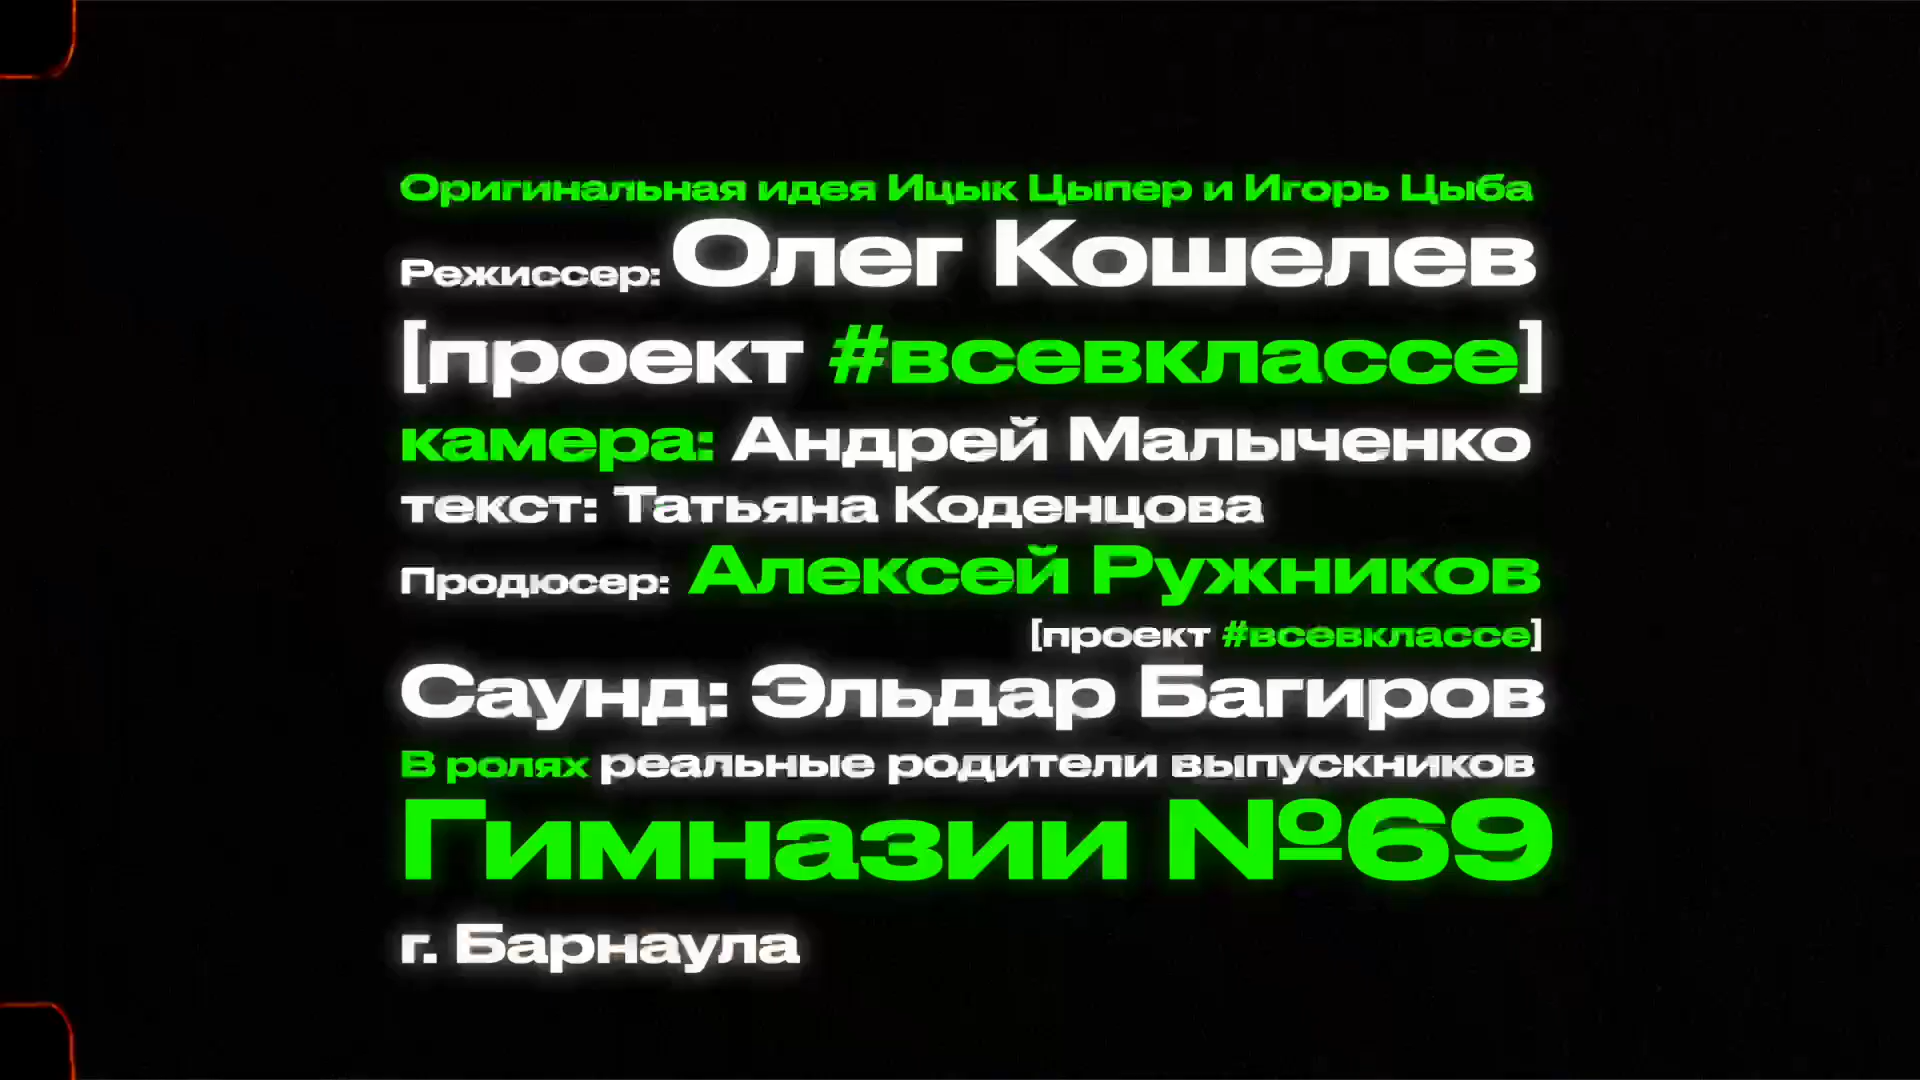 Оригинальная идея Ицык Цыпер и Игорь Цыба
Режиссер: Олег Кошелев
[проект #всевклассе]
камера: Андрей Малыченко
текст: Татьяна Коденцова
Продюсер: Алексей Ружников
[проект #всевклассе]
Саунд: Эльдар Багиров
В ролях реальные родители выпускников
Гимназии №69
г. Барнаула